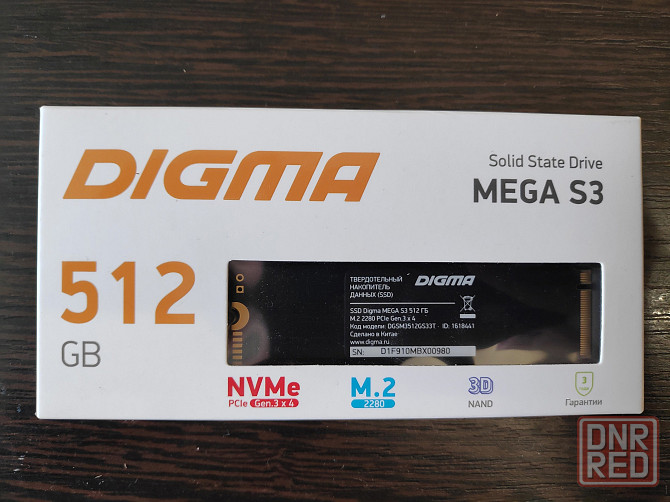 DIGMA
Solid State Drive
MEGA S3
512
GB
ТВЕРДОТЕЛЬНЫЙ
НАКОПИТЕЛЬ
ДАННЫХ (SSD)
DIGMA
SSD Digma MEGA S3 512 ГБ
M.2 2280 PCIe Gen.3 x 4
Код модели: DGSM3512GS33T · ID: 1618441
Сделано в Китае
www.digma.ru
SN: D1F910MBX00980
NVMe
PCIe Gen.3 x 4
M.2
2280
3D
NAND
3
Гарантии
DNR
RED